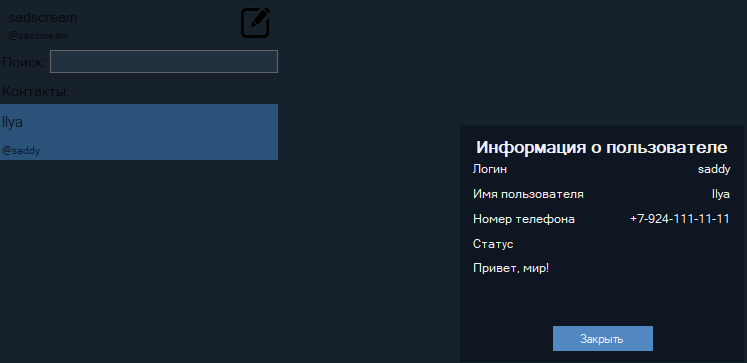 sadscream
@sadscream
Поиск:
Контакты:
Ilya
@saddy
Информация о пользователе
Логин saddy
Имя пользователя Ilya
Номер телефона +7-924-111-11-11
Статус
Привет, мир!
Закрыть